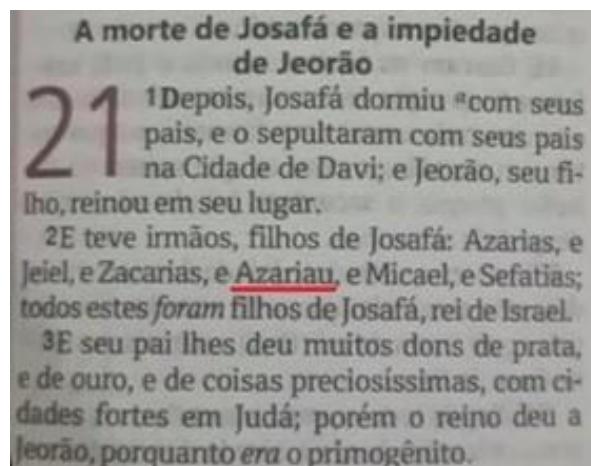 A morte de Josafá e a impiedade
de Jeorão
21 1Depois, Josafá dormiu ªcom seus
pais, e o sepultaram com seus pais
na Cidade de Davi; e Jeorão, seu fi-
lho, reinou em seu lugar.
2E teve irmãos, filhos de Josafá: Azarias, e
Jeiel, e Zacarias, e Azariau, e Micael, e Sefatias;
todos estes foram filhos de Josafá, rei de Israel.
3E seu pai lhes deu muitos dons de prata,
e de ouro, e de coisas preciosíssimas, com ci-
dades fortes em Judá; porém o reino deu a
Jeorão, porquanto era o primogênito.